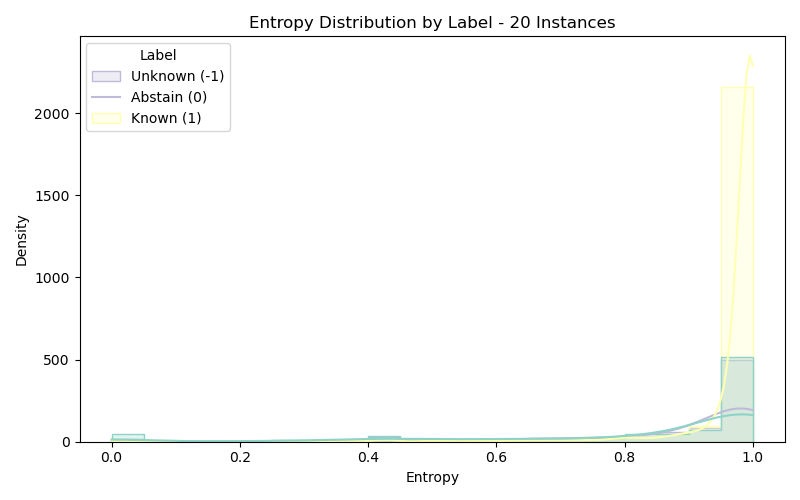 Entropy Distribution by Label - 20 Instances
Label
Unknown (-1)
Abstain (0)
Known (1)
Density
2000
1500
1000
500
0
0.0 0.2 0.4 0.6 0.8 1.0
Entropy